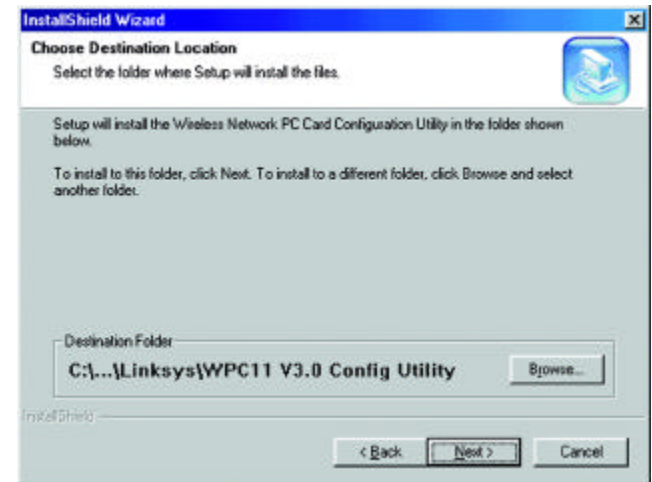 InstallShield Wizard
Choose Destination Location
Select the folder where Setup will install the files.
Setup will install the Wireless Network PC Card Configuration Utility in the folder shown
below.
To install to this folder, click Next. To install to a different folder, click Browse and select
another folder.
Destination Folder
C:\...\Linksys\WPC11 V3.0 Config Utility
Browse...
InstallShield
< Back
Next >
Cancel